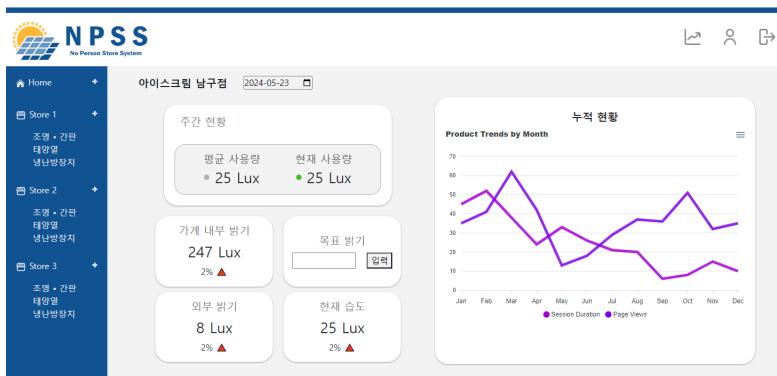 NPSS
No Person Store System
Home +
아이스크림 남구점 2024-05-23
Store 1 +
조명 • 간판
태양열
냉난방장치
Store 2 +
조명 • 간판
태양열
냉난방장치
Store 3 +
조명 • 간판
태양열
냉난방장치
주간 현황
평균 사용량 현재 사용량
25 Lux 25 Lux
가게 내부 밝기
247 Lux
2%
목표 밝기
입력
외부 밝기
8 Lux
2%
현재 습도
25 Lux
2%
누적 현황
Product Trends by Month
70
60
50
40
30
20
10
0
Jan Feb Mar Apr May Jun Jul Aug Sep Oct Nov Dec
Session Duration Page Views